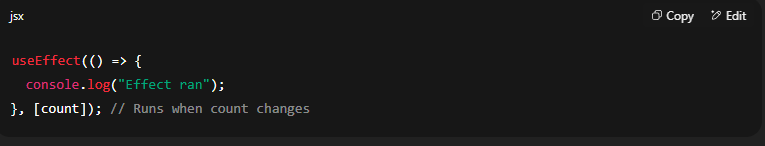 jsx
Copy
Edit
useEffect(() => {
  console.log("Effect ran");
}, [count]); // Runs when count changes